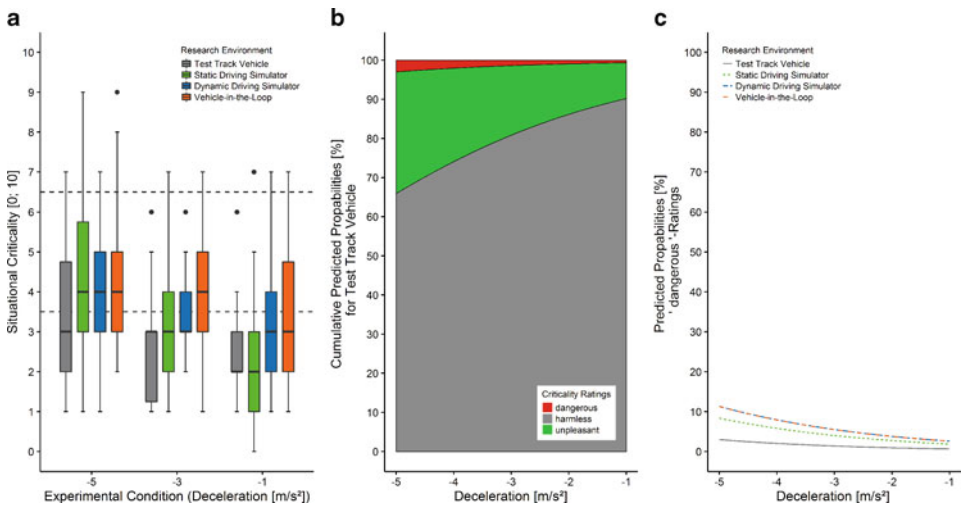 a
Research Environment
Test Track Vehicle
Static Driving Simulator
Dynamic Driving Simulator
Vehicle-in-the-Loop
Situational Criticality [0; 10]
10
9
8
7
6
5
4
3
2
1
0
-5
-3
-1
Experimental Condition (Deceleration [m/s²])
b
Cumulative Predicted Propabilities [%]
for Test Track Vehicle
100
90
80
70
60
50
40
30
20
10
0
Criticality Ratings
dangerous
harmless
unpleasant
-5
-4
-3
-2
-1
Deceleration [m/s²]
c
Research Environment
Test Track Vehicle
Static Driving Simulator
Dynamic Driving Simulator
Vehicle-in-the-Loop
Predicted Propabilities [%]
' dangerous '-Ratings
100
90
80
70
60
50
40
30
20
10
0
-5
-4
-3
-2
-1
Deceleration [m/s²]